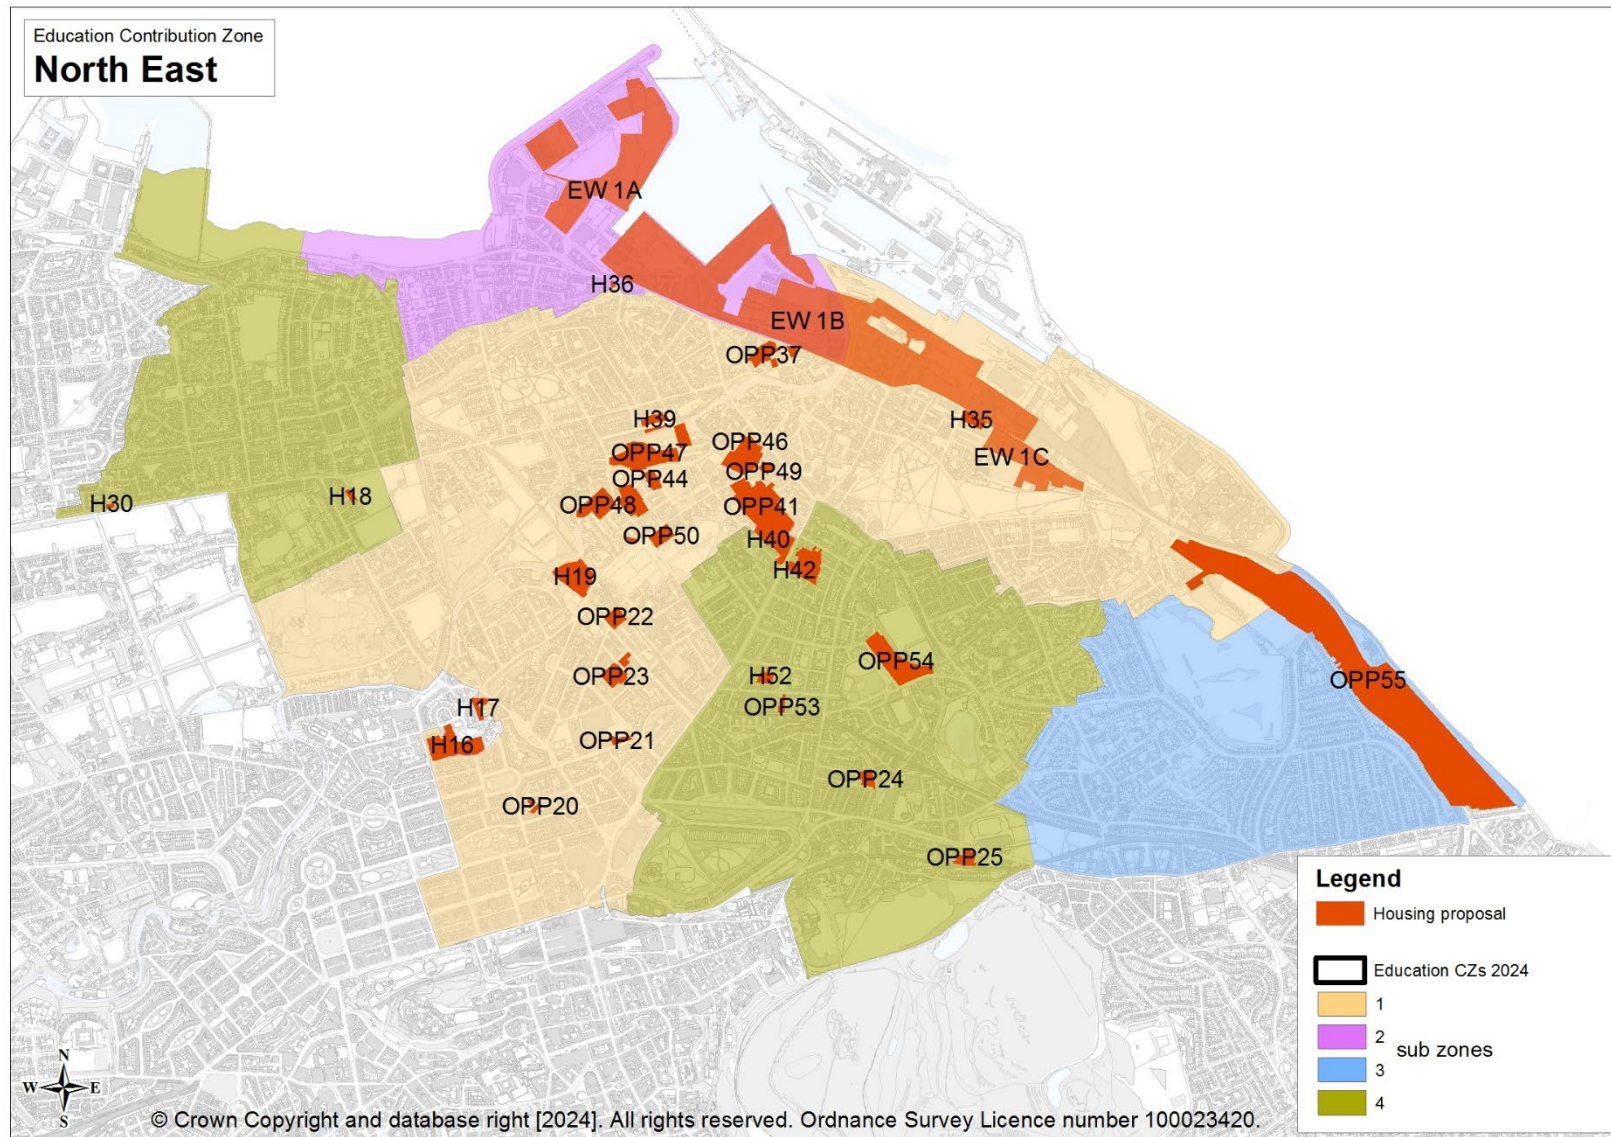 Education Contribution Zone
North East
EW 1A
H36
EW 1B
OPP37
H39
H35
OPP46
OPP47
EW 1C
OPP49
OPP44
H18
H30
OPP48
OPP41
OPP50
H40
H42
H19
OPP22
OPP54
OPP23
H52
OPP55
H17
OPP53
OPP21
H16
OPP24
OPP20
OPP25
Legend
Housing proposal
Education CZs 2024
1
2
sub zones
3
4
N
W
E
S
© Crown Copyright and database right [2024]. All rights reserved. Ordnance Survey Licence number 100023420.